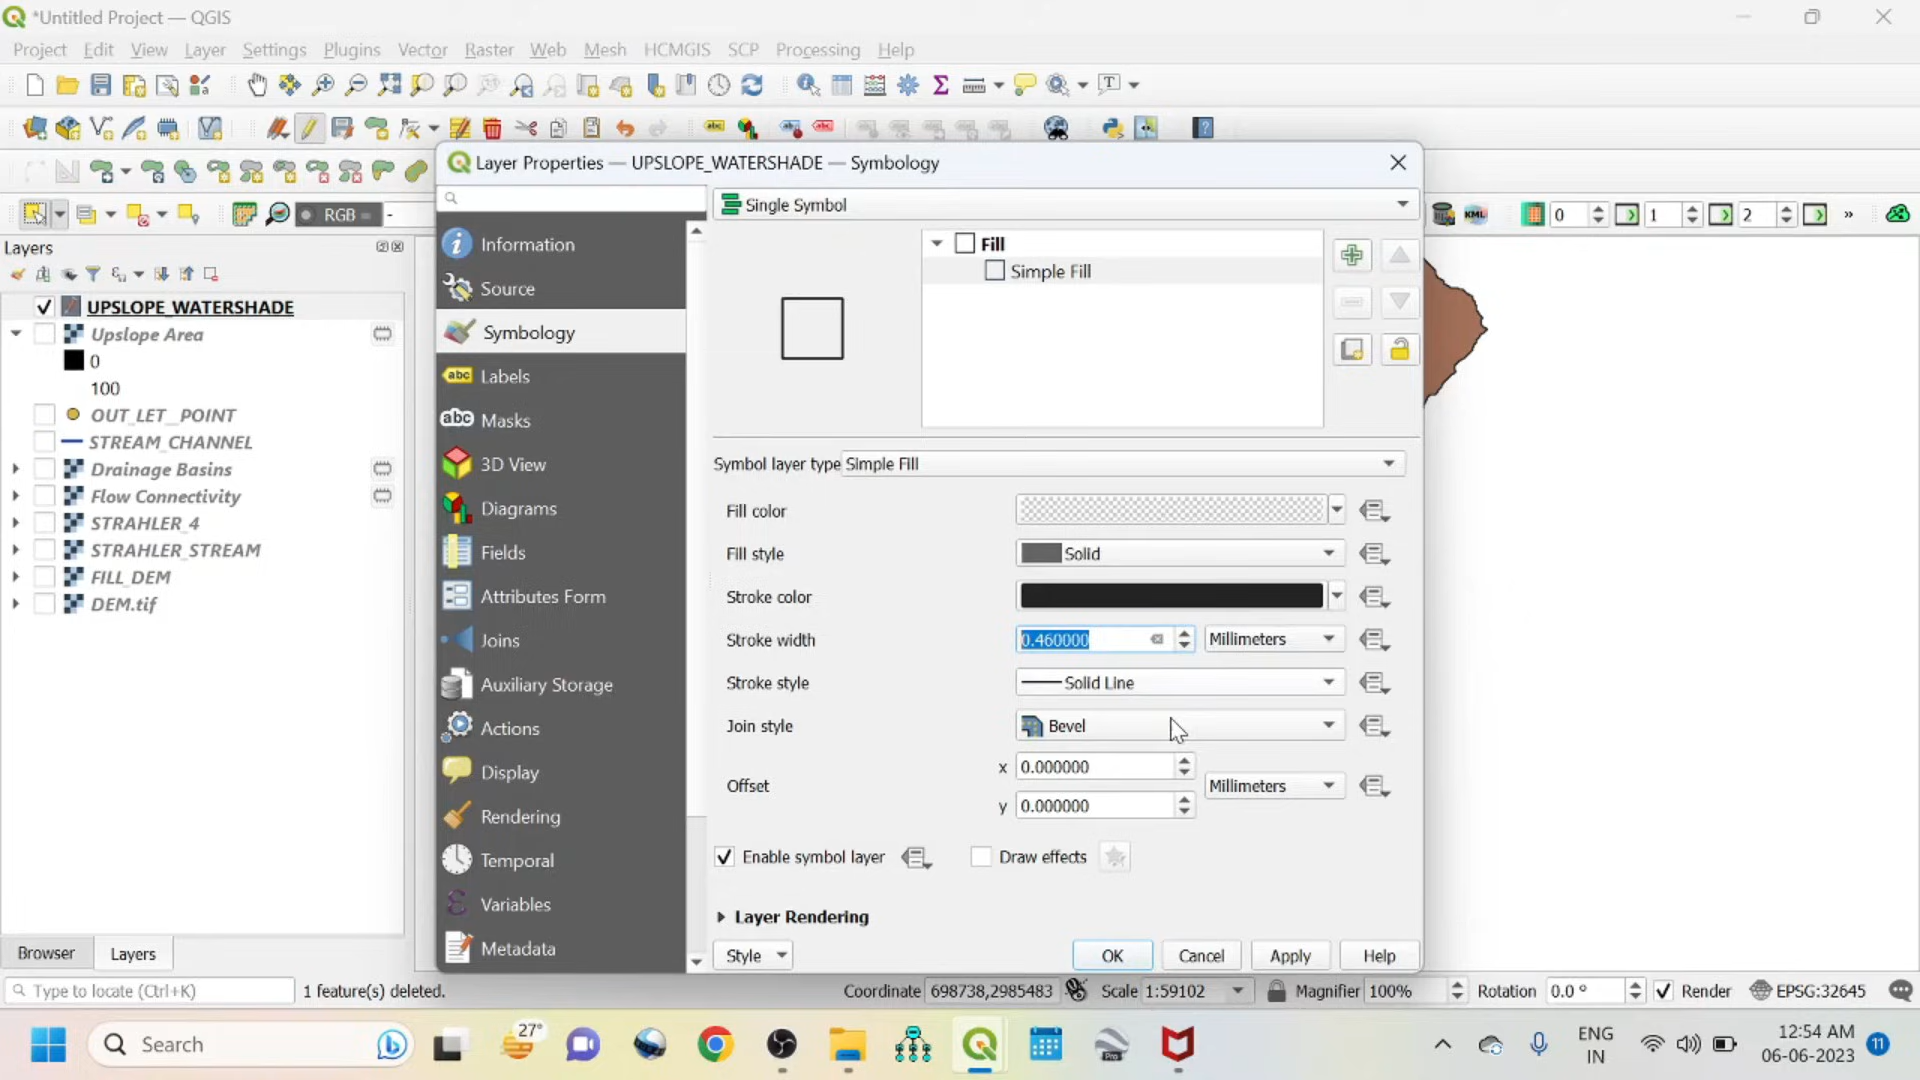 *Untitled Project — QGIS
Project Edit View Layer Settings Plugins Vector Raster Web Mesh HCMGIS SCP Processing Help
RGB = -
KML 0 1 2 »
Layer Properties — UPSLOPE_WATERSHADE — Symbology
Layers
UPSLOPE_WATERSHADE
Upslope Area
0
100
OUT_LET__POINT
STREAM_CHANNEL
Drainage Basins
Flow Connectivity
STRAHLER_4
STRAHLER_STREAM
FILL_DEM
DEM.tif
Browser Layers
Information
Source
Symbology
abc Labels
abc Masks
3D View
Diagrams
Fields
Attributes Form
Joins
Auxiliary Storage
Actions
Display
Rendering
Temporal
Variables
Metadata
Single Symbol
Fill
Simple Fill
Symbol layer type Simple Fill
Fill color
Fill style Solid
Stroke color
Stroke width 0.460000 Millimeters
Stroke style Solid Line
Join style Bevel
Offset x 0.000000 Millimeters
y 0.000000
Enable symbol layer Draw effects
Layer Rendering
Style OK Cancel Apply Help
Type to locate (Ctrl+K) 1 feature(s) deleted. Coordinate 698738,2985483 Scale 1:59102 Magnifier 100% Rotation 0.0 ° Render EPSG:32645
Search 27° Pro ENG IN 12:54 AM 06-06-2023 11